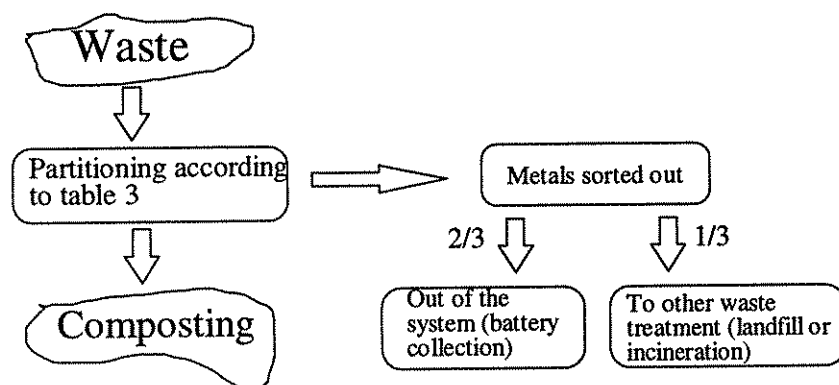 Waste
Partitioning according
to table 3
Metals sorted out
2/3
1/3
Out of the
system (battery
collection)
To other waste
treatment (landfill or
incineration)
Composting